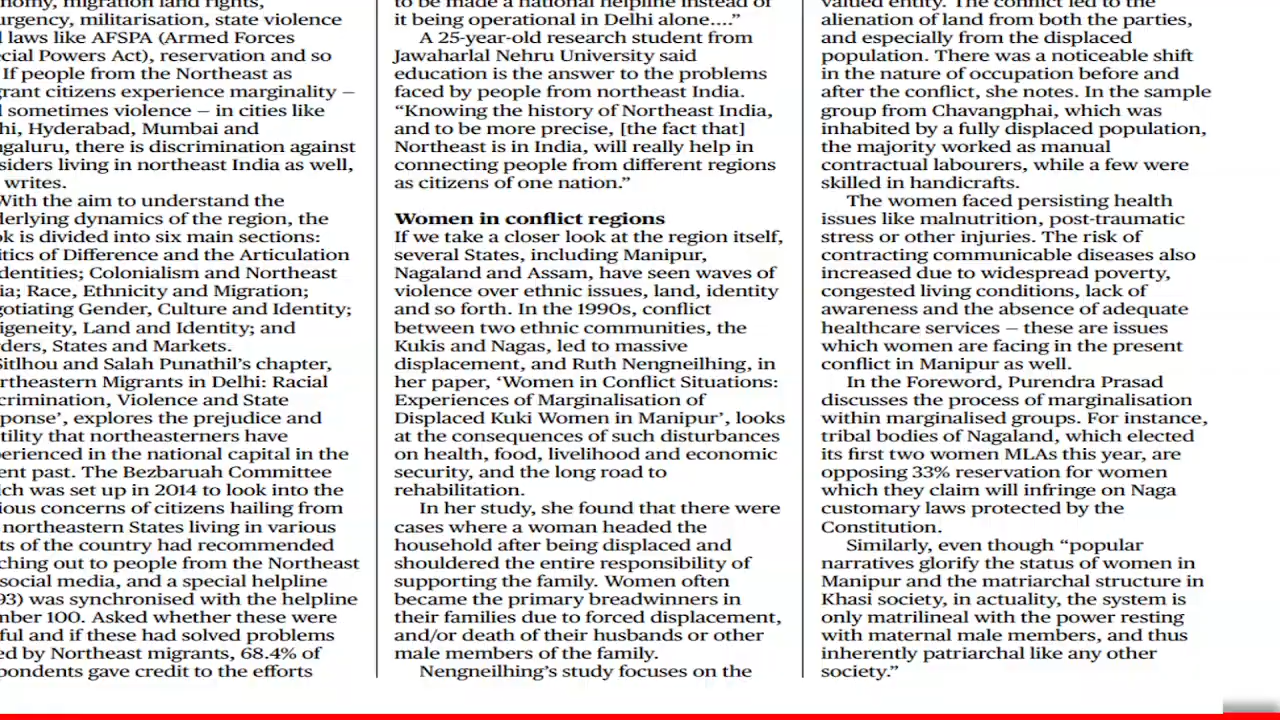 onomy, migration land rights,
urgency, militarisation, state violence
laws like AFSPA (Armed Forces
ecial Powers Act), reservation and so
If people from the Northeast as
grant citizens experience marginality –
sometimes violence – in cities like
hi, Hyderabad, Mumbai and
ngaluru, there is discrimination against
siders living in northeast India as well,
writes.
With the aim to understand the
derlying dynamics of the region, the
ok is divided into six main sections:
itics of Difference and the Articulation
dentities; Colonialism and Northeast
ia; Race, Ethnicity and Migration;
gotiating Gender, Culture and Identity;
igeneity, Land and Identity; and
ders, States and Markets.
Sitlhou and Salah Punathil’s chapter,
rtheastern Migrants in Delhi: Racial
crimination, Violence and State
ponse’, explores the prejudice and
tility that northeasterners have
perienced in the national capital in the
ent past. The Bezbaruah Committee
ich was set up in 2014 to look into the
ious concerns of citizens hailing from
northeastern States living in various
ts of the country had recommended
ching out to people from the Northeast
social media, and a special helpline
93) was synchronised with the helpline
mber 100. Asked whether these were
ful and if these had solved problems
ed by Northeast migrants, 68.4% of
pondents gave credit to the efforts
to be made a national helpline instead of
it being operational in Delhi alone....”
A 25-year-old research student from
Jawaharlal Nehru University said
education is the answer to the problems
faced by people from northeast India.
“Knowing the history of Northeast India,
and to be more precise, [the fact that]
Northeast is in India, will really help in
connecting people from different regions
as citizens of one nation.”
Women in conflict regions
If we take a closer look at the region itself,
several States, including Manipur,
Nagaland and Assam, have seen waves of
violence over ethnic issues, land, identity
and so forth. In the 1990s, conflict
between two ethnic communities, the
Kukis and Nagas, led to massive
displacement, and Ruth Nengneilhing, in
her paper, ‘Women in Conflict Situations:
Experiences of Marginalisation of
Displaced Kuki Women in Manipur’, looks
at the consequences of such disturbances
on health, food, livelihood and economic
security, and the long road to
rehabilitation.
In her study, she found that there were
cases where a woman headed the
household after being displaced and
shouldered the entire responsibility of
supporting the family. Women often
became the primary breadwinners in
their families due to forced displacement,
and/or death of their husbands or other
male members of the family.
Nengneilhing’s study focuses on the
valued entity. The conflict led to the
alienation of land from both the parties,
and especially from the displaced
population. There was a noticeable shift
in the nature of occupation before and
after the conflict, she notes. In the sample
group from Chavangphai, which was
inhabited by a fully displaced population,
the majority worked as manual
contractual labourers, while a few were
skilled in handicrafts.
The women faced persisting health
issues like malnutrition, post-traumatic
stress or other injuries. The risk of
contracting communicable diseases also
increased due to widespread poverty,
congested living conditions, lack of
awareness and the absence of adequate
healthcare services – these are issues
which women are facing in the present
conflict in Manipur as well.
In the Foreword, Purendra Prasad
discusses the process of marginalisation
within marginalised groups. For instance,
tribal bodies of Nagaland, which elected
its first two women MLAs this year, are
opposing 33% reservation for women
which they claim will infringe on Naga
customary laws protected by the
Constitution.
Similarly, even though “popular
narratives glorify the status of women in
Manipur and the matriarchal structure in
Khasi society, in actuality, the system is
only matrilineal with the power resting
with maternal male members, and thus
inherently patriarchal like any other
society.”